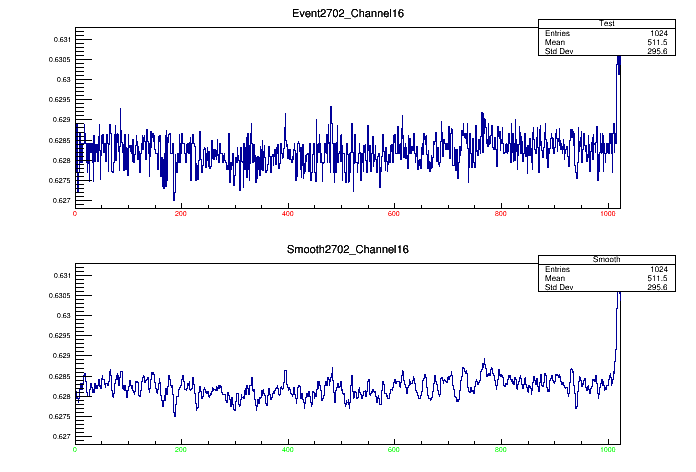 Event2702_Channel16
Test
Entries 1024
Mean 511.5
Std Dev 295.6
0.631
0.6305
0.63
0.6295
0.629
0.6285
0.628
0.6275
0.627
0 200 400 600 800 1000
Smooth2702_Channel16
Smooth
Entries 1024
Mean 511.5
Std Dev 295.6
0.631
0.6305
0.63
0.6295
0.629
0.6285
0.628
0.6275
0.627
0 200 400 600 800 1000